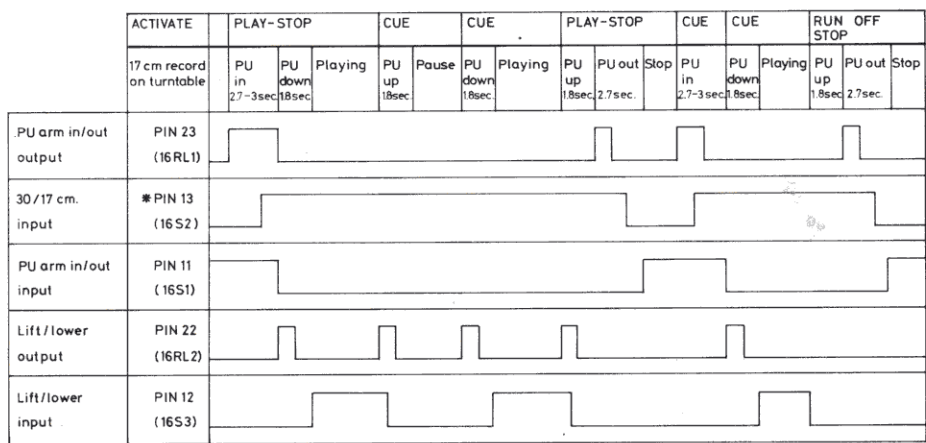 ACTIVATE PLAY-STOP CUE CUE PLAY-STOP CUE CUE RUN OFF STOP
17 cm record on turntable
PU in 2.7-3sec.
PU down 1.8sec.
Playing
PU up 1.8sec.
Pause
PU down 1.8sec.
Playing
PU up 1.8sec.
PU out 2.7sec.
Stop
PU in 2.7-3sec.
PU down 1.8sec.
Playing
PU up 1.8sec
PU out 2.7sec.
Stop
PU arm in/out output
PIN 23 (16RL1)
30/17 cm. input
*PIN 13 (16S2)
PU arm in/out input
PIN 11 (16S1)
Lift/lower output
PIN 22 (16RL2)
Lift/lower input
PIN 12 (16S3)